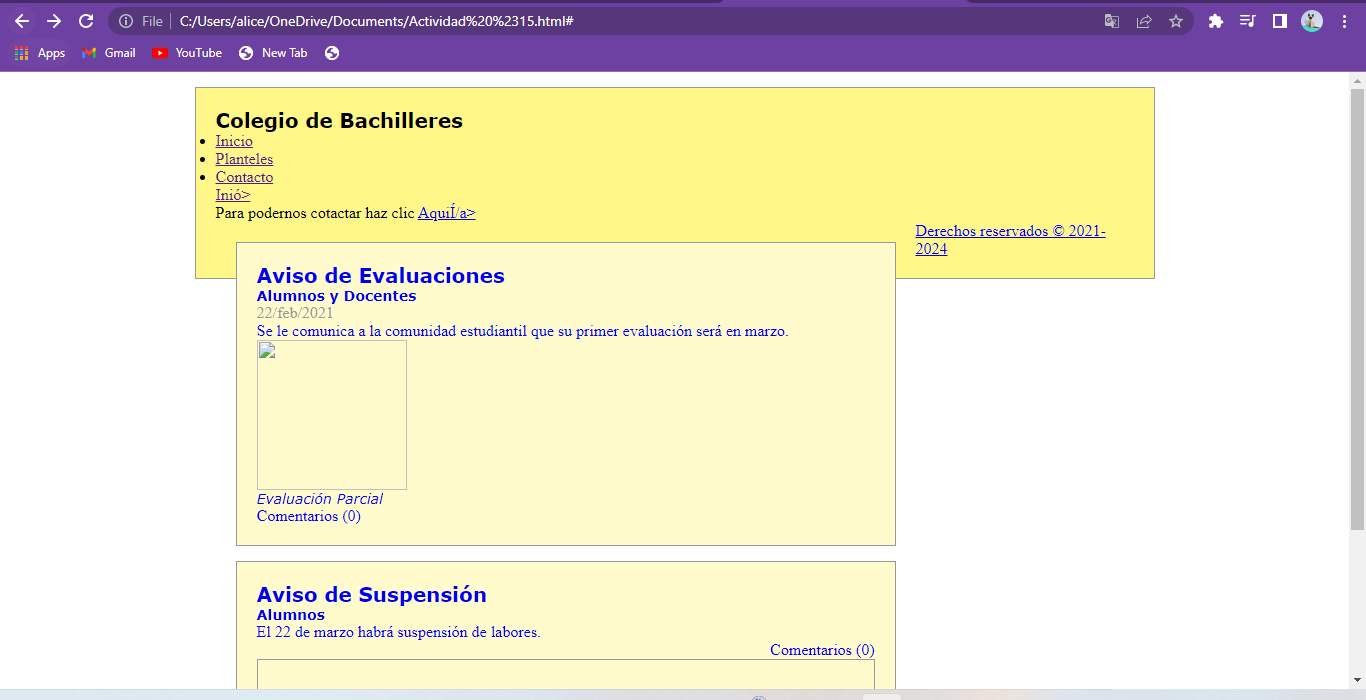 File | C:/Users/alice/OneDrive/Documents/Actividad%20%2315.html#
Apps Gmail YouTube New Tab
Colegio de Bachilleres
Inicio
Planteles
Contacto
Inió>
Para podernos cotactar haz clic AquiÍ/a>
Derechos reservados © 2021-
2024
Aviso de Evaluaciones
Alumnos y Docentes
22/feb/2021
Se le comunica a la comunidad estudiantil que su primer evaluación será en marzo.
Evaluación Parcial
Comentarios (0)
Aviso de Suspensión
Alumnos
El 22 de marzo habrá suspensión de labores.
Comentarios (0)